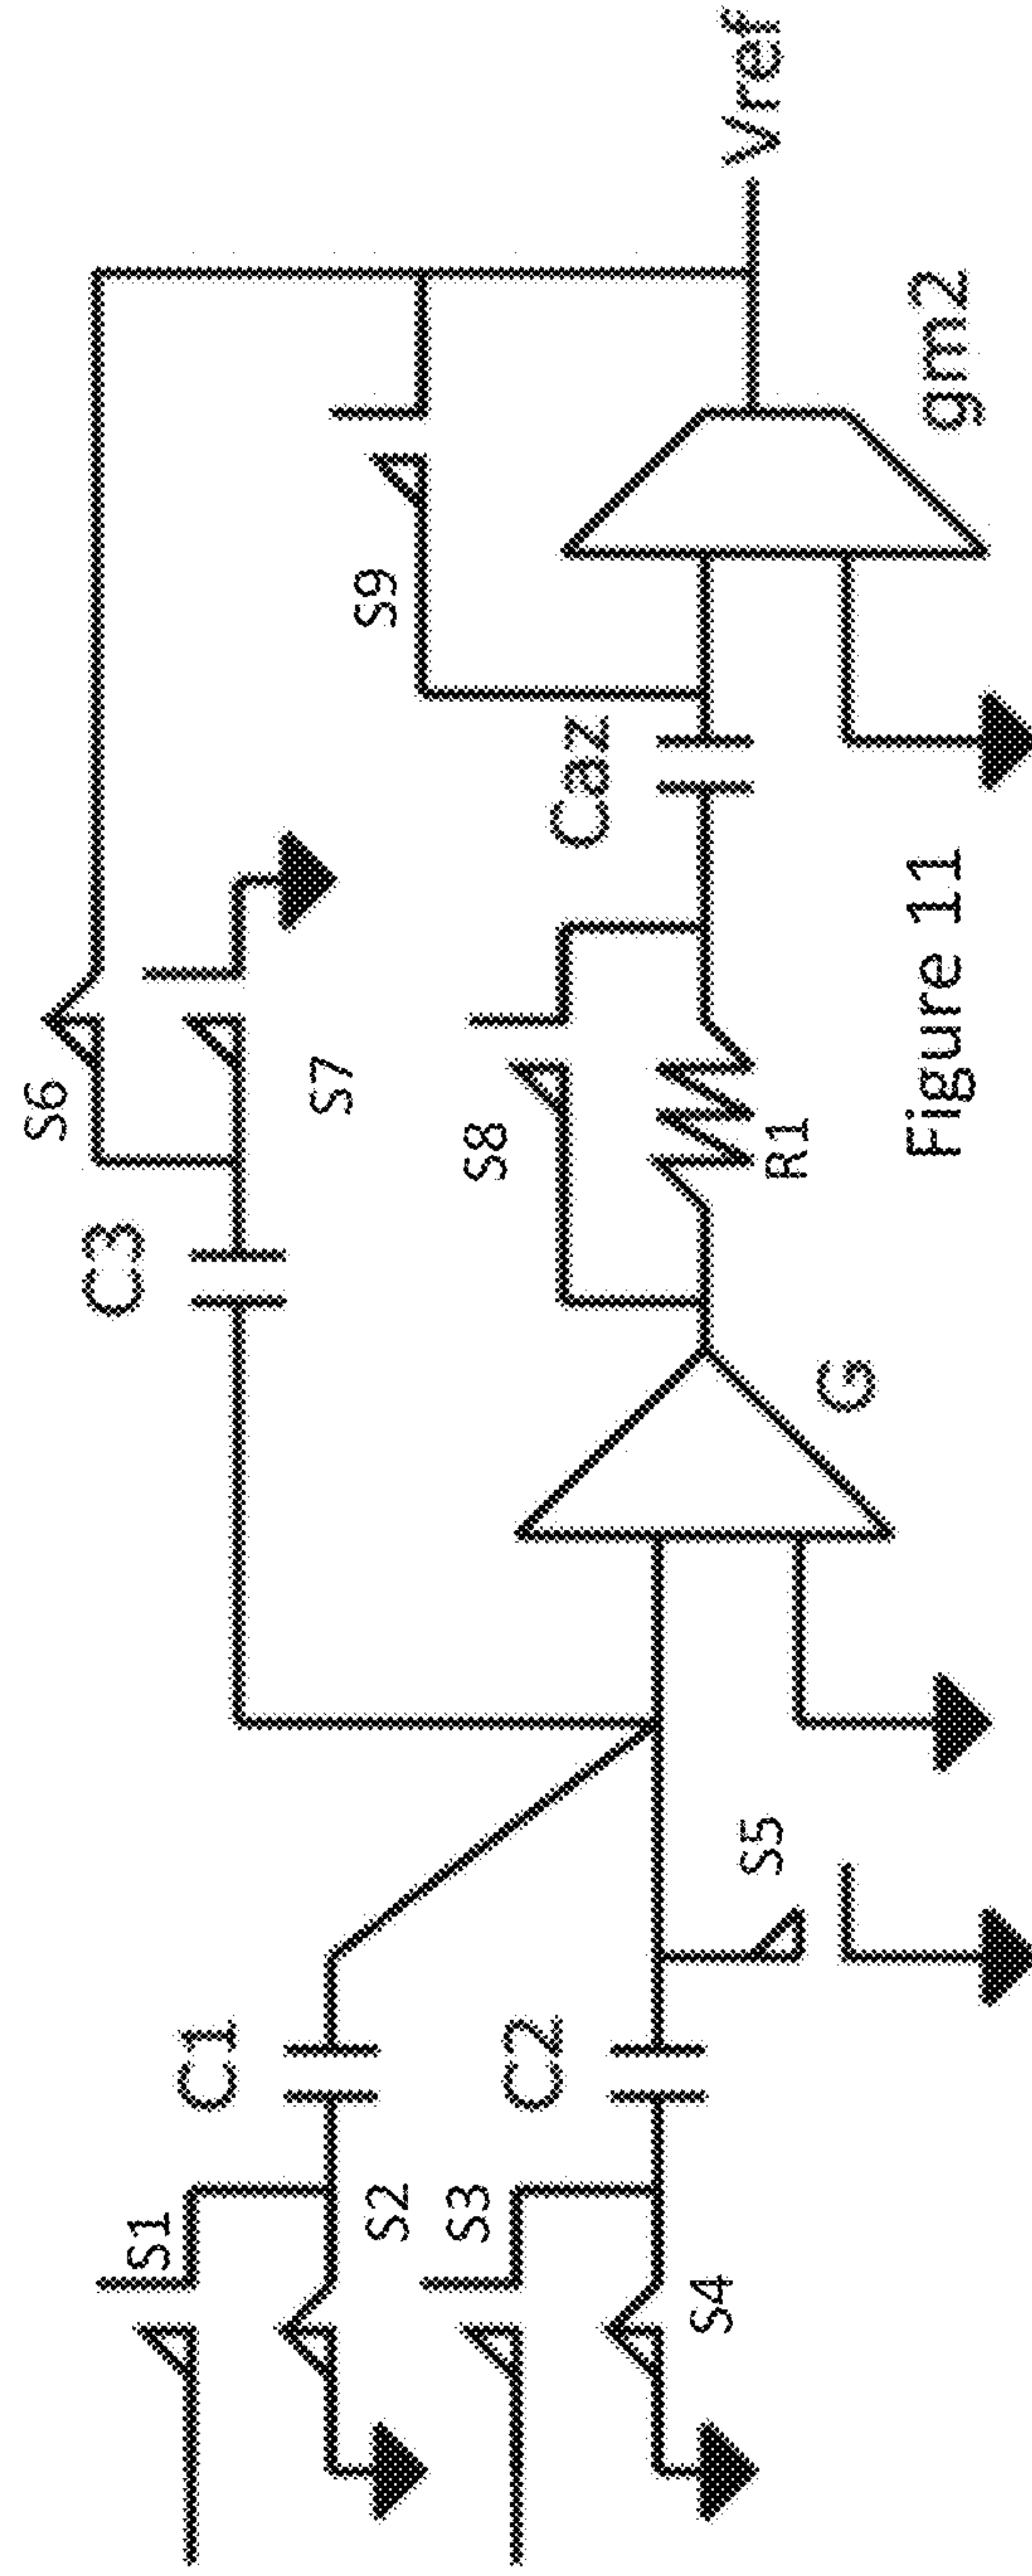 S1
C1
S2
S3
C2
S4
S5
C3
S6
S7
G
S8
R1
Caz
S9
gm2
Vref
Figure 11